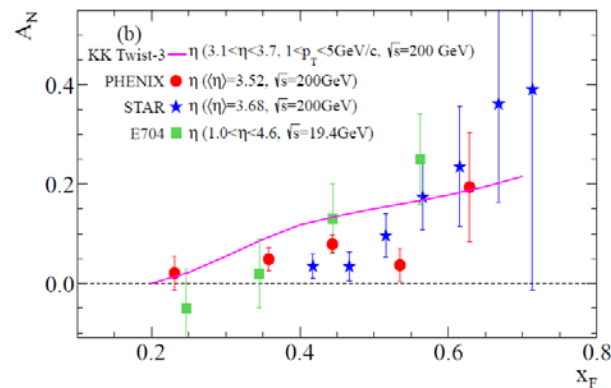 A_N
(b)
KK Twist-3 η (3.1<η<3.7, 1<p_T<5GeV/c, √s=200 GeV)
PHENIX η (⟨η⟩=3.52, √s=200GeV)
STAR η (⟨η⟩=3.68, √s=200GeV)
E704 η (1.0<η<4.6, √s=19.4GeV)
0.4
0.2
0.0
0.2 0.4 0.6 0.8
x_F